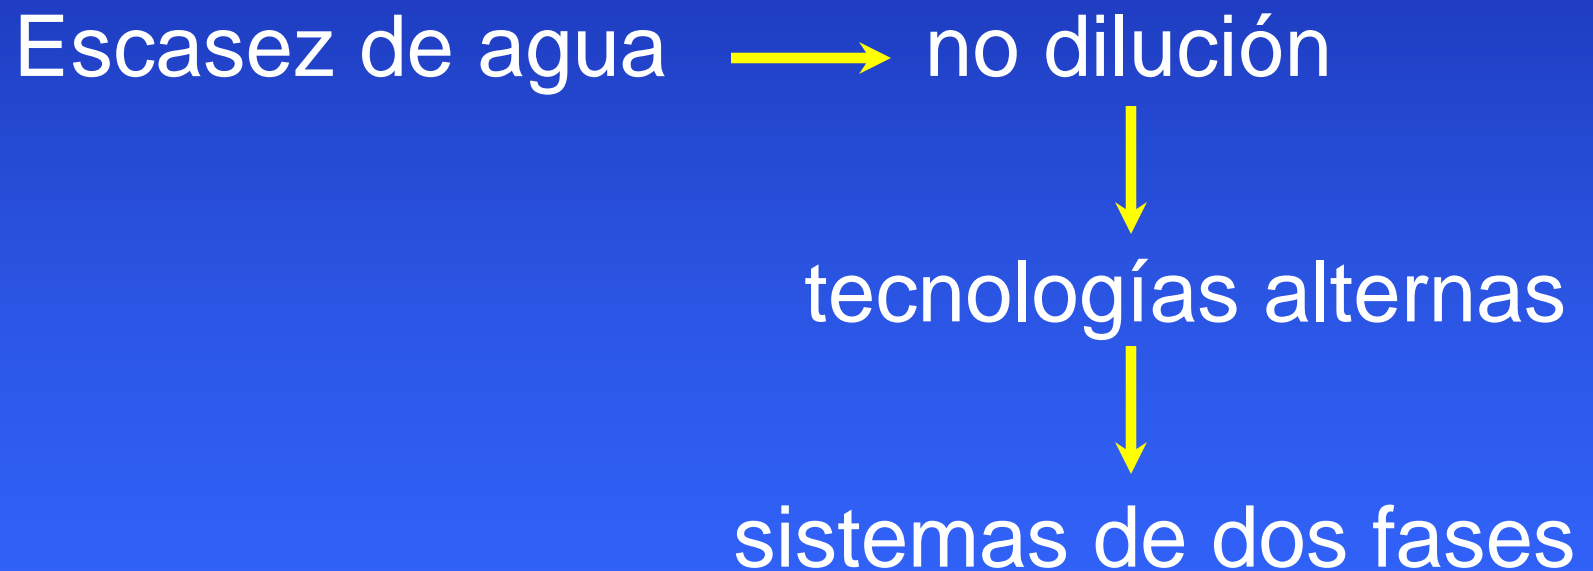 Escasez de agua no dilución
tecnologías alternas
sistemas de dos fases